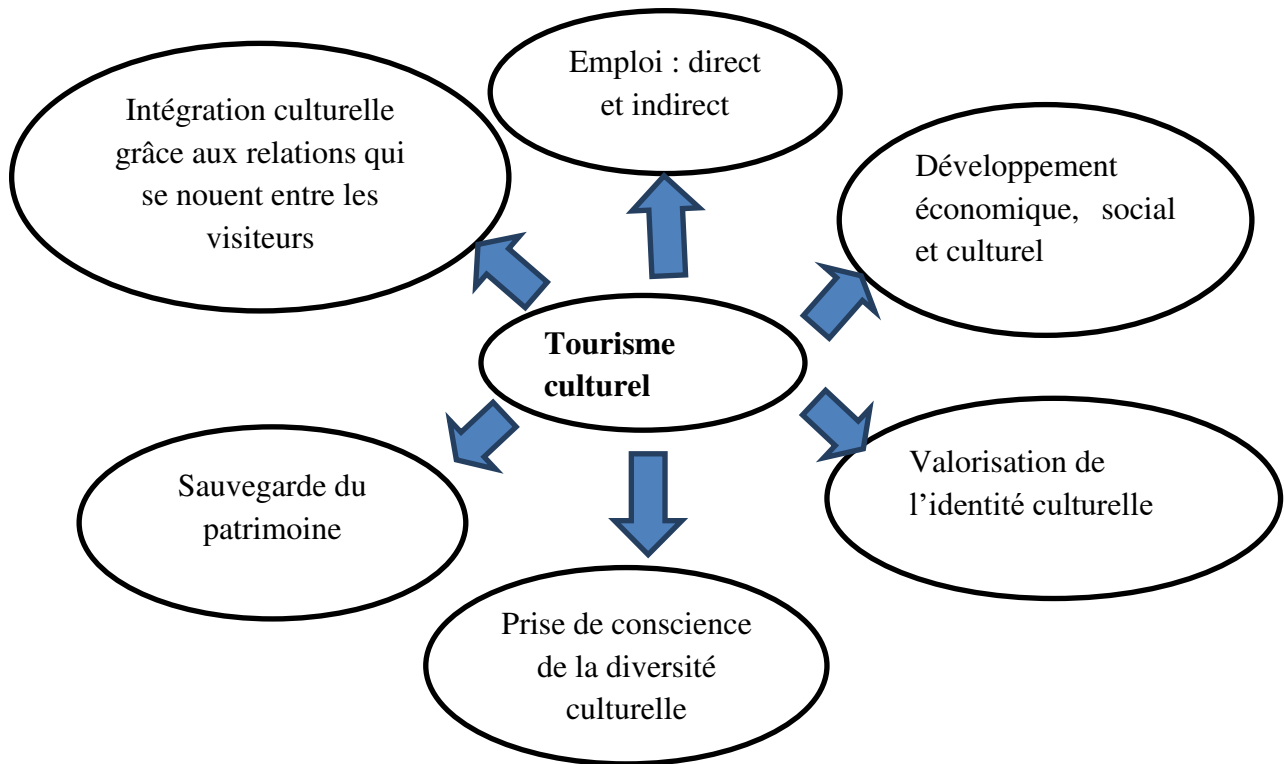 Emploi : direct
et indirect
Intégration culturelle
grâce aux relations qui
se nouent entre les
visiteurs
Développement
économique, social
et culturel
Tourisme
culturel
Valorisation de
l’identité culturelle
Sauvegarde du
patrimoine
Prise de conscience
de la diversité
culturelle